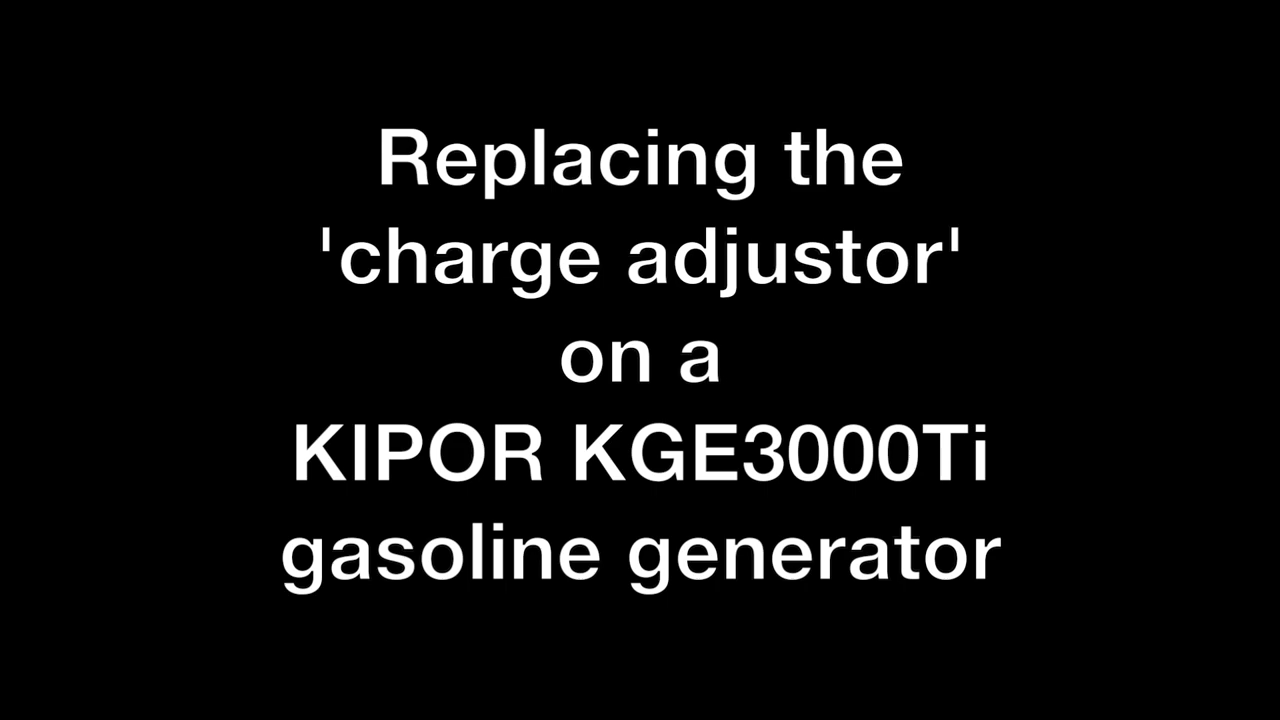 Replacing the
'charge adjustor'
on a
KIPOR KGE3000Ti
gasoline generator